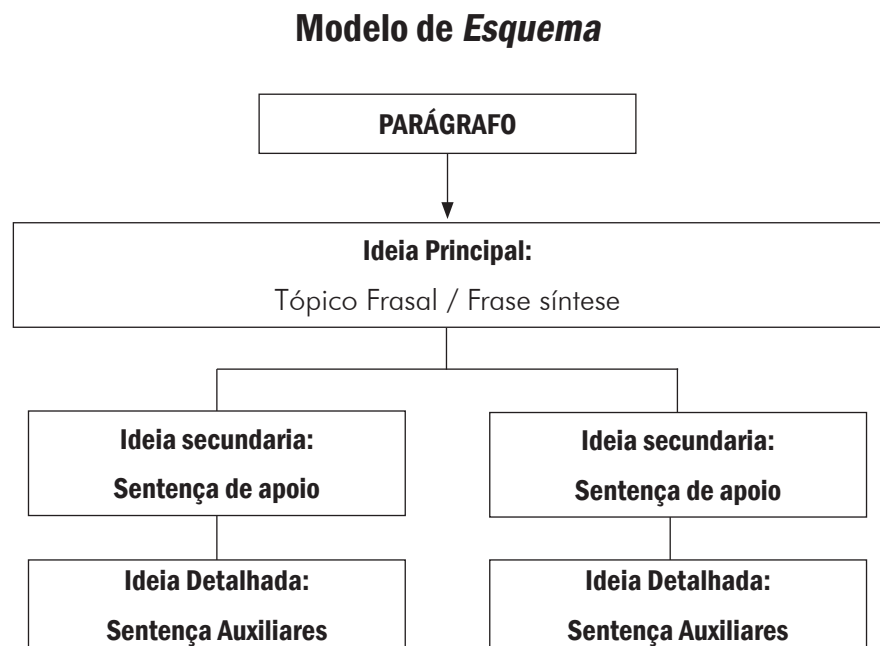 Modelo de Esquema
PARÁGRAFO
Ideia Principal:
Tópico Frasal / Frase síntese
Ideia secundaria:
Sentença de apoio
Ideia secundaria:
Sentença de apoio
Ideia Detalhada:
Sentença Auxiliares
Ideia Detalhada:
Sentença Auxiliares